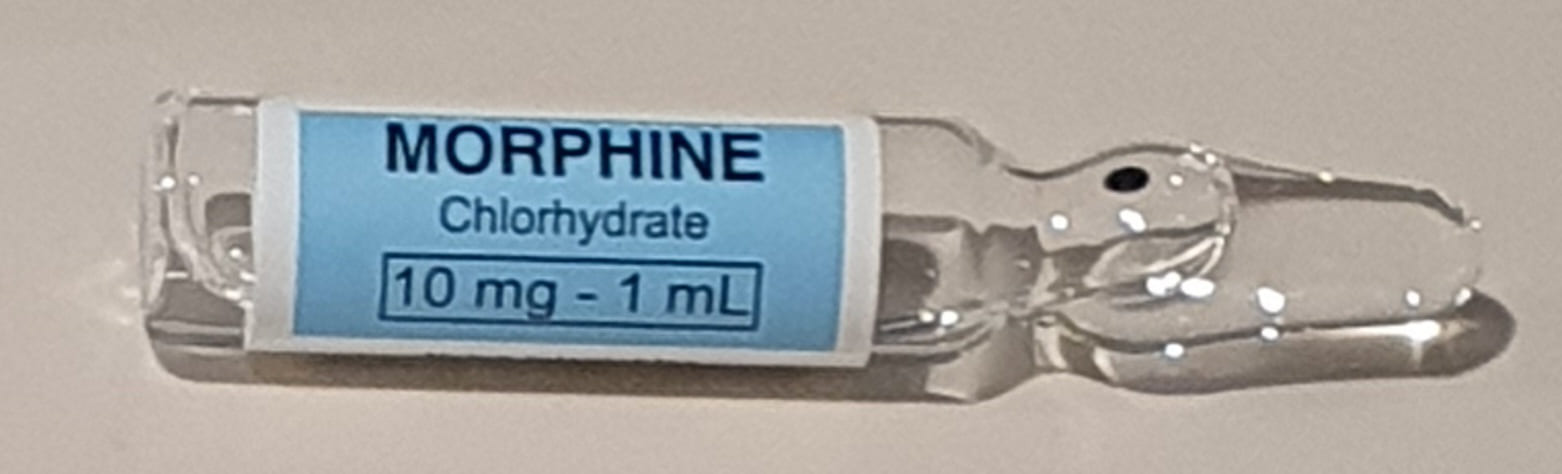 MORPHINE
Chlorhydrate
10 mg - 1 mL